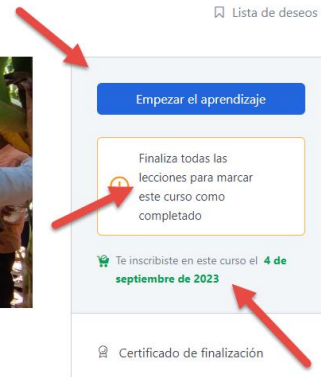 Lista de deseos
Empezar el aprendizaje
Finaliza todas las
lecciones para marcar
este curso como
completado
Te inscribiste en este curso el 4 de
septiembre de 2023
Certificado de finalización